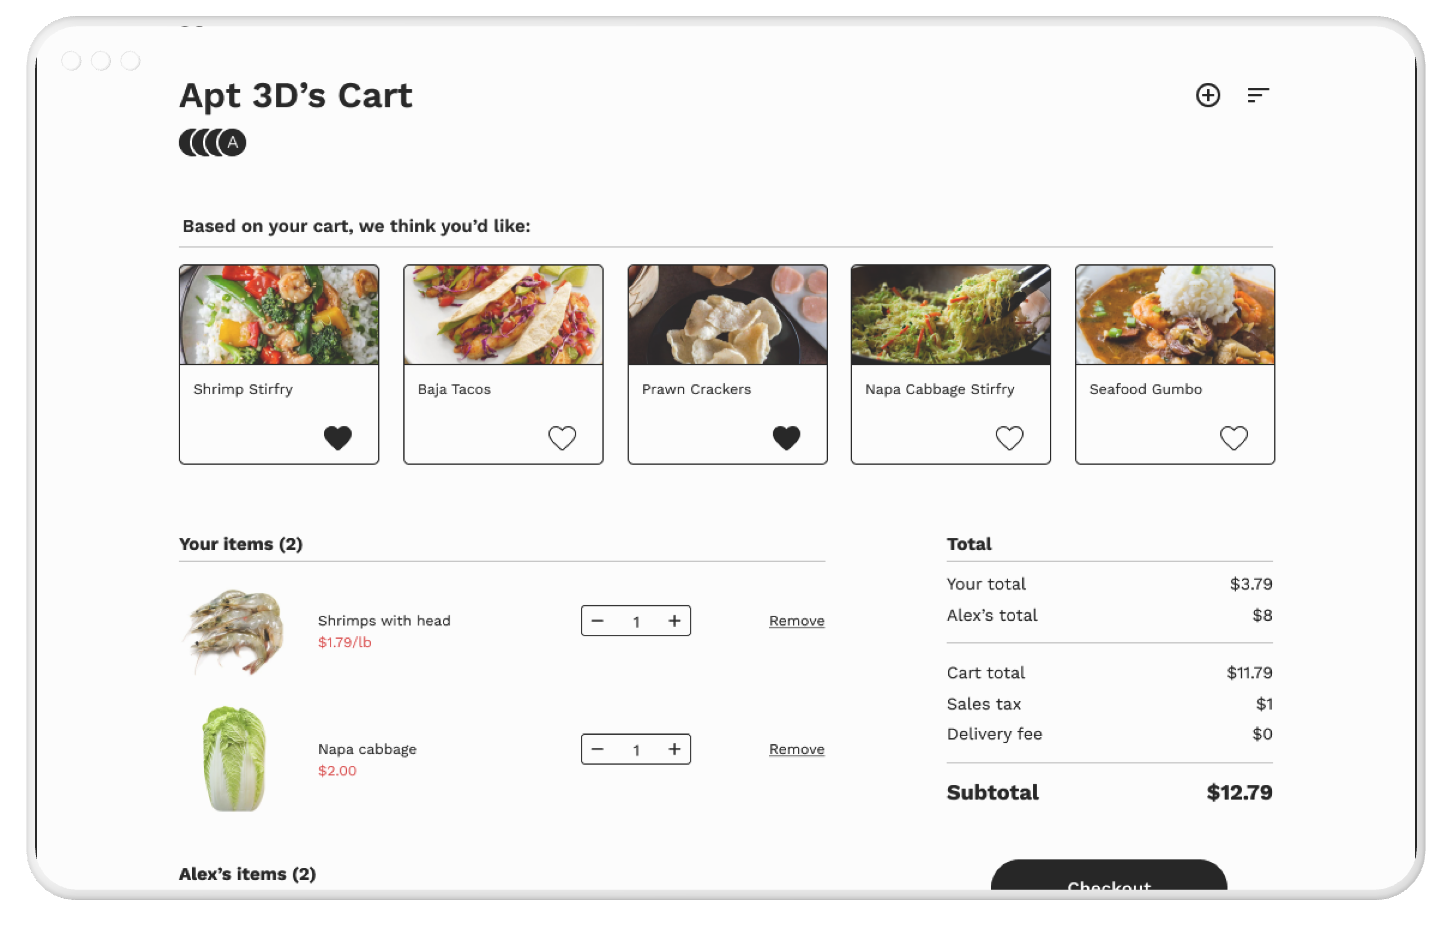 Apt 3D’s Cart
A
Based on your cart, we think you’d like:
Shrimp Stirfry
Baja Tacos
Prawn Crackers
Napa Cabbage Stirfry
Seafood Gumbo
Your items (2)
Shrimps with head
$1.79/lb
1
Remove
Napa cabbage
$2.00
1
Remove
Alex’s items (2)
Total
Your total $3.79
Alex’s total $8
Cart total $11.79
Sales tax $1
Delivery fee $0
Subtotal $12.79
Checkout